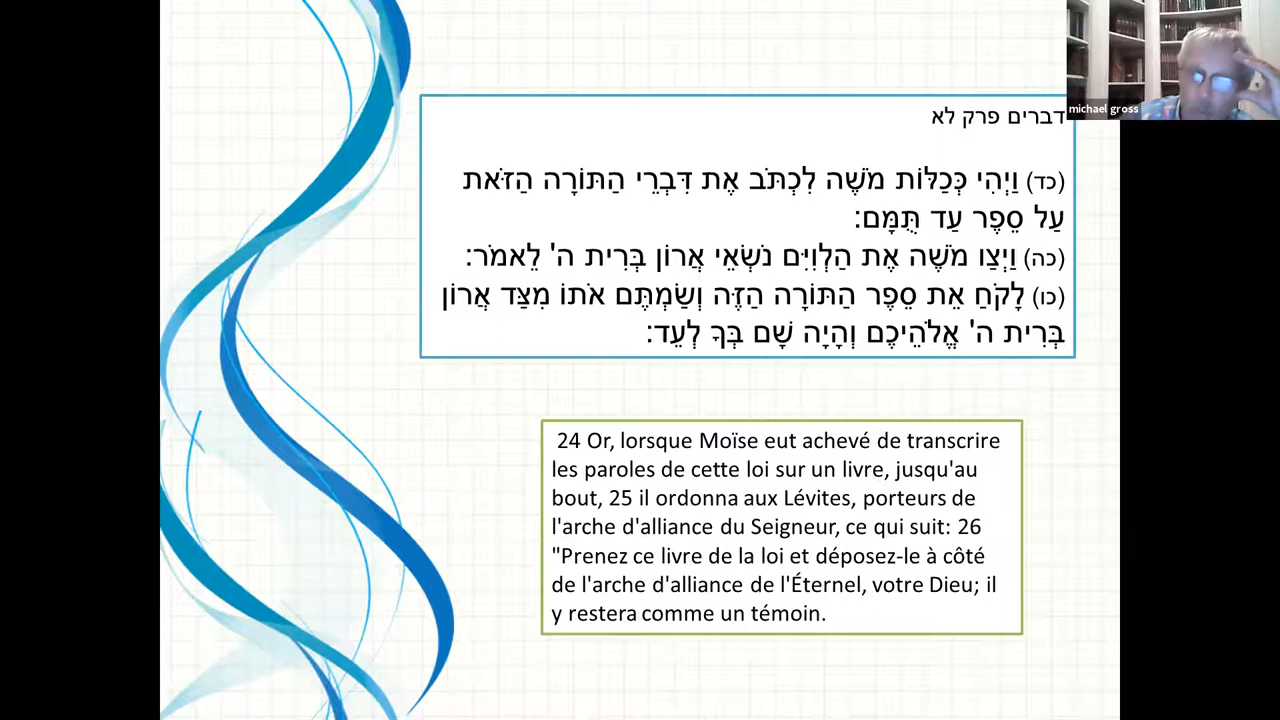 דברים פרק לא
(כד) וַיְהִי כְּכַלּוֹת מֹשֶׁה לִכְתֹּב אֶת דִּבְרֵי הַתּוֹרָה הַזֹּאת
עַל סֵפֶר עַד תֻּמָּם:
(כה) וַיְצַו מֹשֶׁה אֶת הַלְוִיִּם נֹשְׂאֵי אֲרוֹן בְּרִית ה' לֵאמֹר:
(כו) לָקֹחַ אֵת סֵפֶר הַתּוֹרָה הַזֶּה וְשַׂמְתֶּם אֹתוֹ מִצַּד אֲרוֹן
בְּרִית ה' אֱלֹהֵיכֶם וְהָיָה שָׁם בְּךָ לְעֵד:
24 Or, lorsque Moïse eut achevé de transcrire
les paroles de cette loi sur un livre, jusqu'au
bout, 25 il ordonna aux Lévites, porteurs de
l'arche d'alliance du Seigneur, ce qui suit: 26
"Prenez ce livre de la loi et déposez-le à côté
de l'arche d'alliance de l'Éternel, votre Dieu; il
y restera comme un témoin.
michael gross